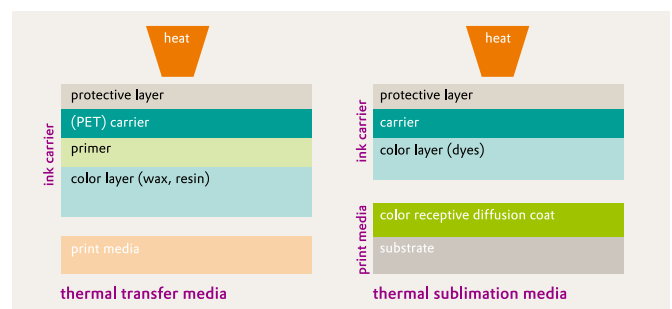 heat
protective layer
(PET) carrier
primer
color layer (wax, resin)
ink carrier
print media
thermal transfer media
heat
protective layer
carrier
color layer (dyes)
ink carrier
color receptive diffusion coat
substrate
print media
thermal sublimation media